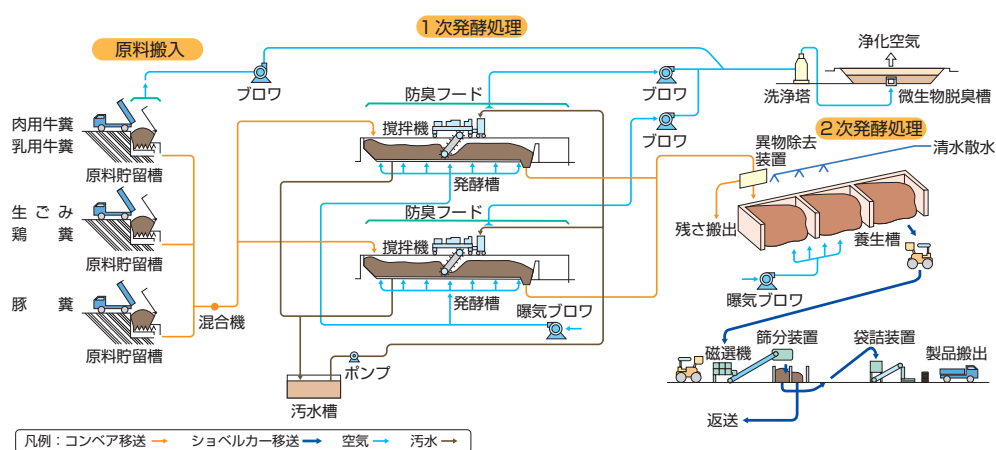 1次発酵処理
原料搬入
ブロワ
肉用牛糞
乳用牛糞
原料貯留槽
生ごみ
鶏糞
原料貯留槽
豚糞
原料貯留槽
混合機
防臭フード
撹拌機
発酵槽
防臭フード
撹拌機
発酵槽
曝気ブロワ
ポンプ
汚水槽
ブロワ
ブロワ
洗浄塔
浄化空気
微生物脱臭槽
2次発酵処理
異物除去
装置
清水散水
残さ搬出
養生槽
曝気ブロワ
磁選機
篩分装置
袋詰装置
製品搬出
返送
凡例：コンベア移送 ショベルカー移送 空気 汚水